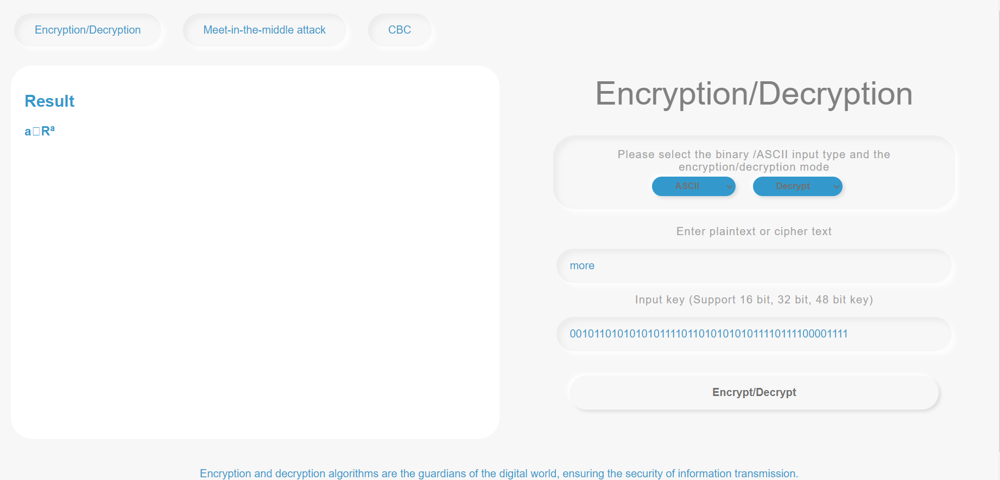 Encryption/Decryption
Meet-in-the-middle attack
CBC
Result
a□Rª
Encryption/Decryption
Please select the binary /ASCII input type and the
encryption/decryption mode
ASCII
Decrypt
Enter plaintext or cipher text
more
Input key (Support 16 bit, 32 bit, 48 bit key)
001011010101010111101101010101011110111100001111
Encrypt/Decrypt
Encryption and decryption algorithms are the guardians of the digital world, ensuring the security of information transmission.